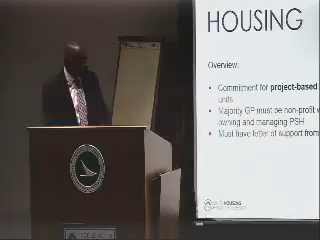 HOUSING
Overview:
• Commitment for project-based
units
• Majority GP must be non-profit
owning and managing PSH
• Must have letter of support from
HOUSING